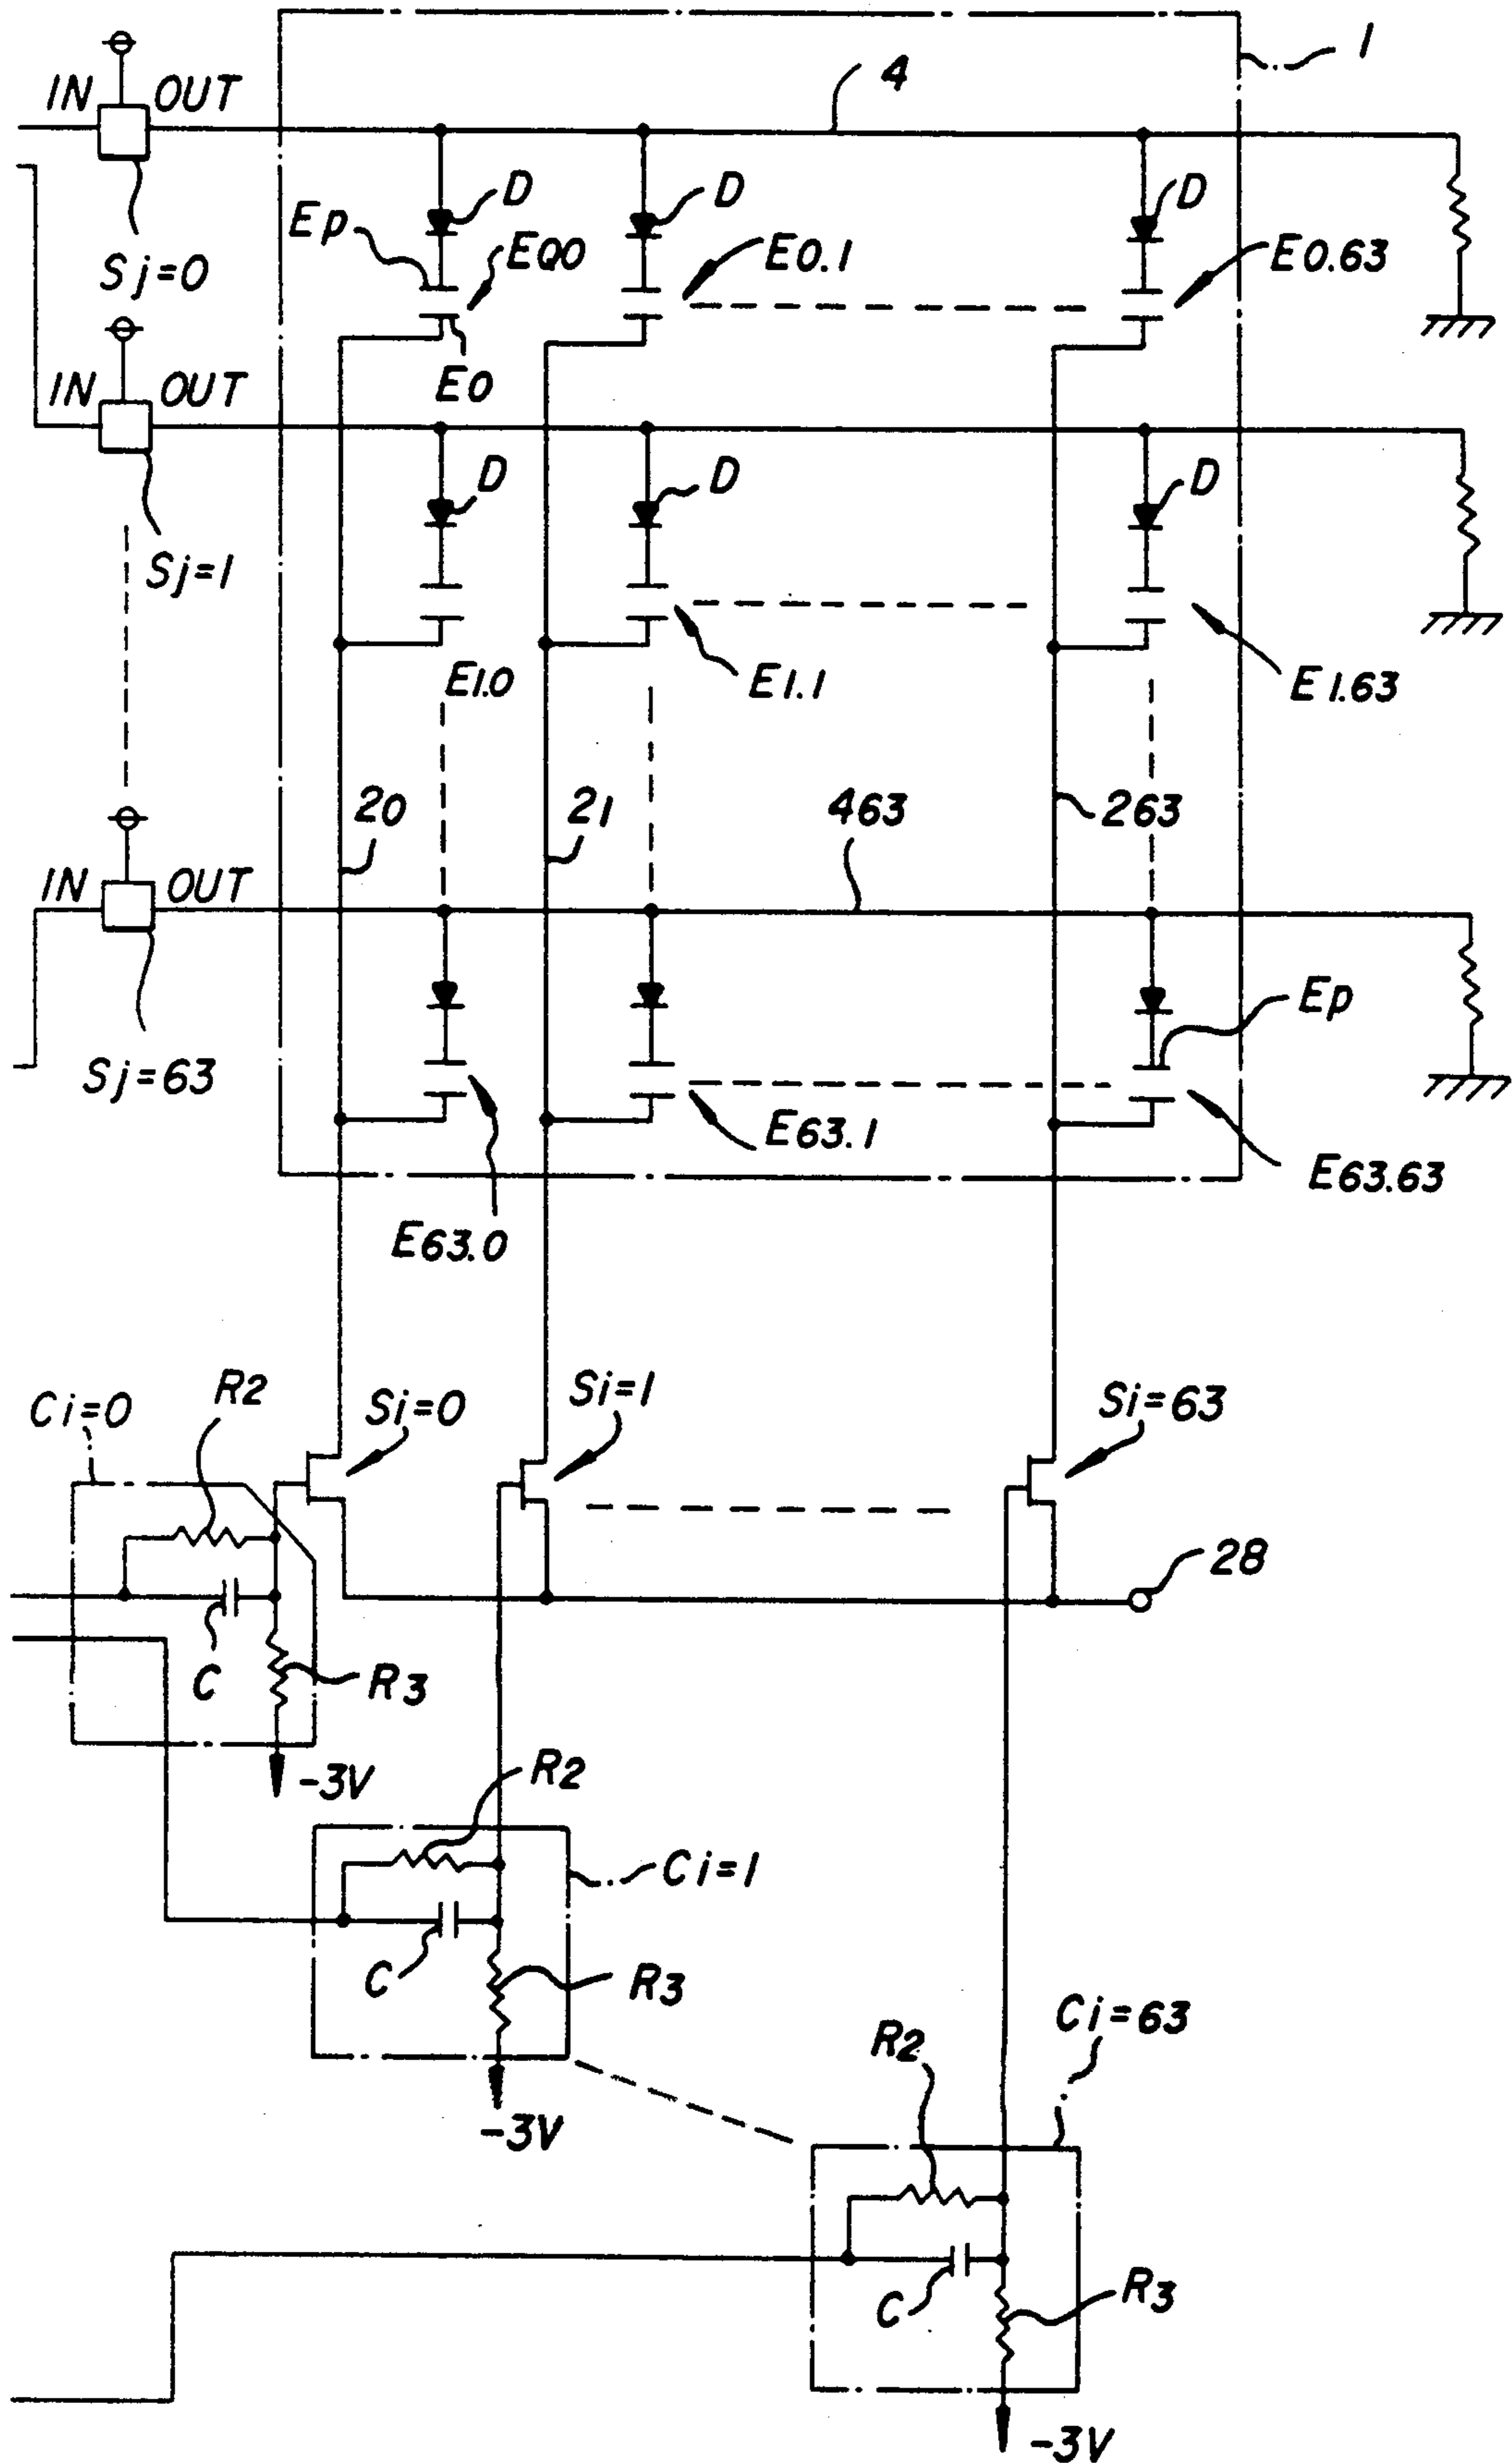 1
IN OUT
4
D D D
Ep EQ0 E0.1 E0.63
Sj=0
E0
IN OUT
D D D
Sj=1
E1.0 E1.1 E1.63
20 21 463 263
IN OUT
Ep
Sj=63
E63.1
E63.63
E63.0
R2
Ci=0 Si=0 Si=1 Si=63
28
C R3
-3V
R2
Ci=1
C R3
-3V
Ci=63
R2
C R3
-3V